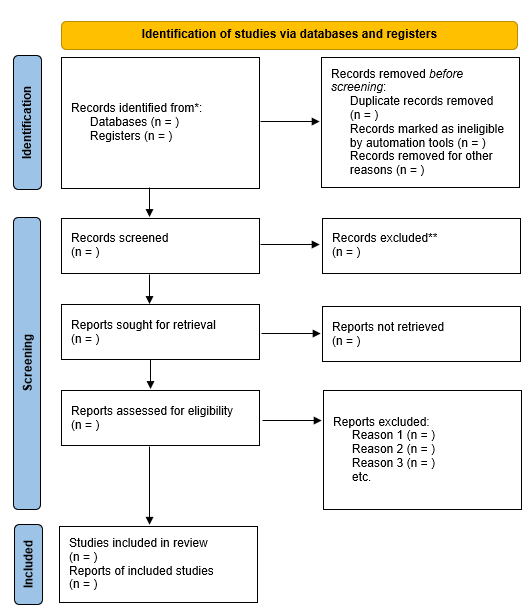 Identification of studies via databases and registers
Identification
Records identified from*:
Databases (n = )
Registers (n = )
Records removed before
screening:
Duplicate records removed
(n = )
Records marked as ineligible
by automation tools (n = )
Records removed for other
reasons (n = )
Screening
Records screened
(n = )
Records excluded**
(n = )
Reports sought for retrieval
(n = )
Reports not retrieved
(n = )
Reports assessed for eligibility
(n = )
Reports excluded:
Reason 1 (n = )
Reason 2 (n = )
Reason 3 (n = )
etc.
Included
Studies included in review
(n = )
Reports of included studies
(n = )